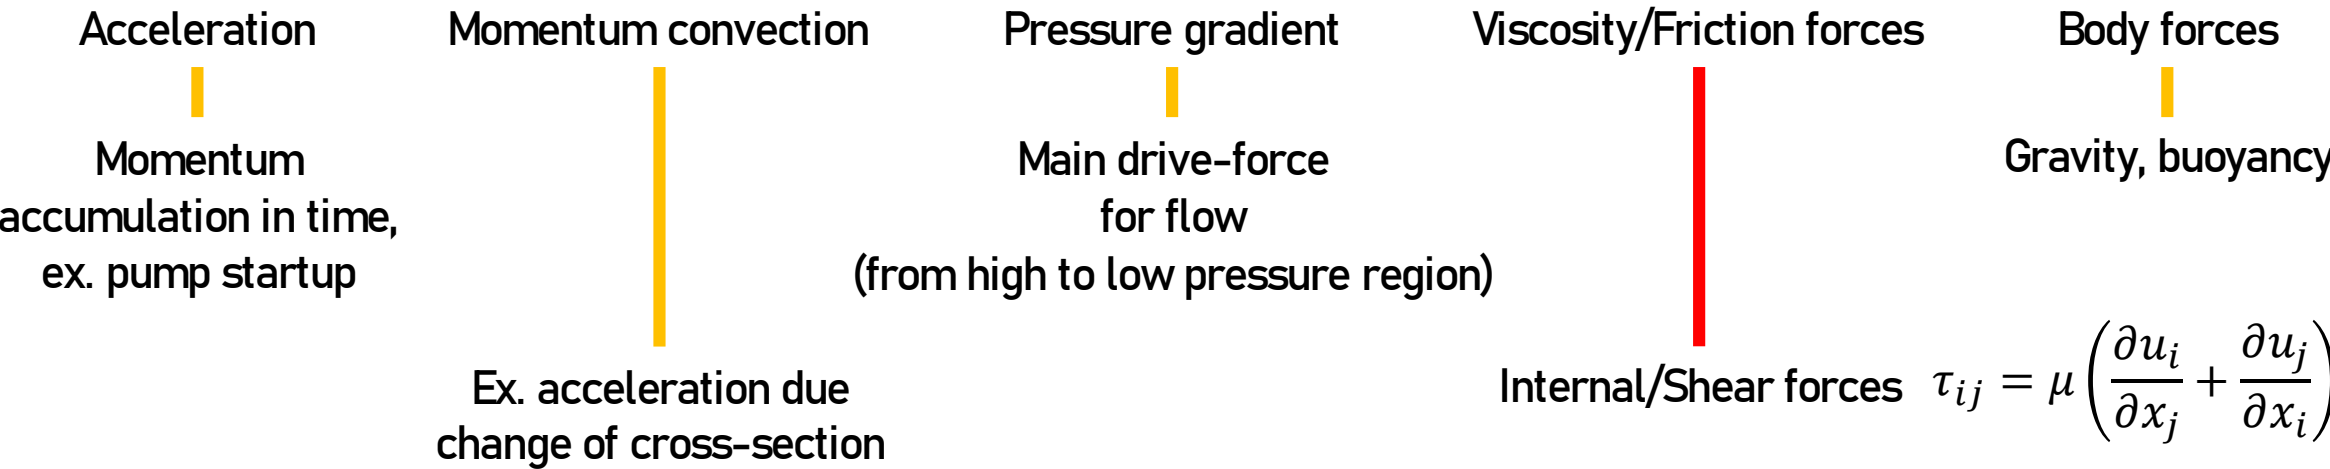 Acceleration
Momentum convection
Pressure gradient
Viscosity/Friction forces
Body forces
Momentum
accumulation in time,
ex. pump startup
Main drive-force
for flow
(from high to low pressure region)
Gravity, buoyancy
Ex. acceleration due
change of cross-section
Internal/Shear forces
τ_{ij} = μ (∂u_i/∂x_j + ∂u_j/∂x_i)